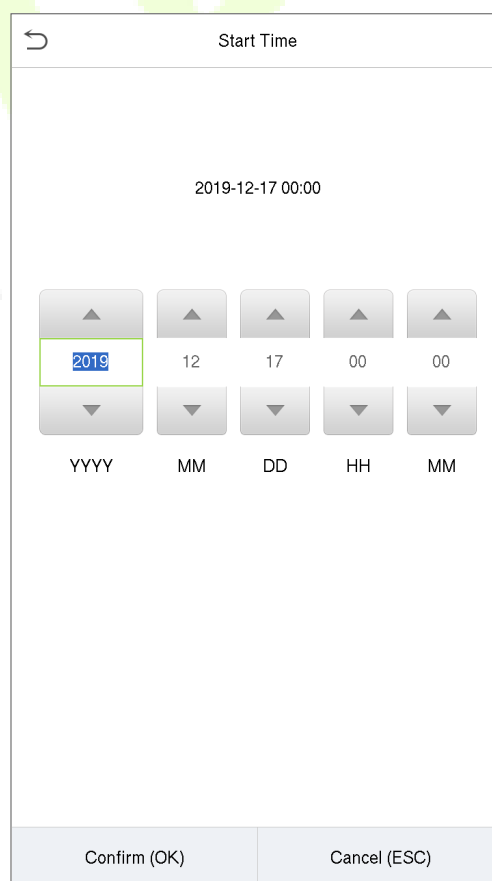 Start Time
2019-12-17 00:00
2019 12 17 00 00
YYYY MM DD HH MM
Confirm (OK) Cancel (ESC)